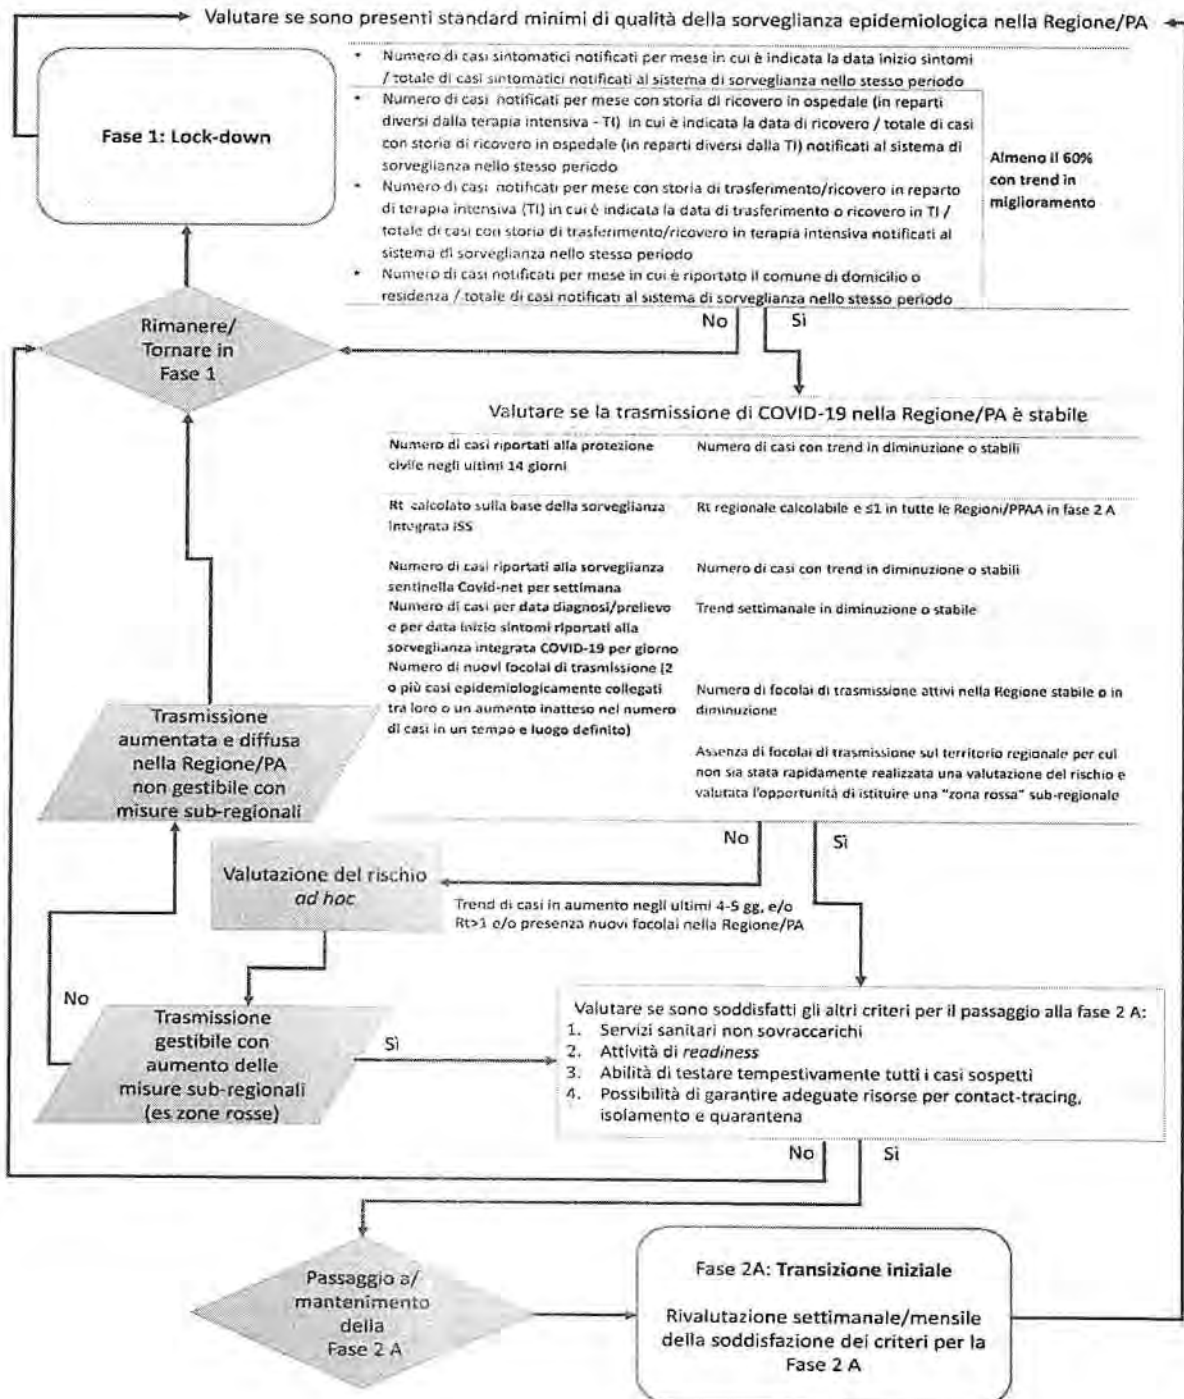 Valutare se sono presenti standard minimi di qualità della sorveglianza epidemiologica nella Regione/PA
Fase 1: Lock-down
• Numero di casi sintomatici notificati per mese in cui è indicata la data inizio sintomi
/ totale di casi sintomatici notificati al sistema di sorveglianza nello stesso periodo
• Numero di casi notificati per mese con storia di ricovero in ospedale (in reparti
diversi dalla terapia intensiva - TI) in cui è indicata la data di ricovero / totale di casi
con storia di ricovero in ospedale (in reparti diversi dalla TI) notificati al sistema di
sorveglianza nello stesso periodo
• Numero di casi notificati per mese con storia di trasferimento/ricovero in reparto
di terapia intensiva (TI) in cui è indicata la data di trasferimento o ricovero in TI /
totale di casi con storia di trasferimento/ricovero in terapia intensiva notificati al
sistema di sorveglianza nello stesso periodo
• Numero di casi notificati per mese in cui è riportato il comune di domicilio o
residenza / totale di casi notificati al sistema di sorveglianza nello stesso periodo
Almeno il 60%
con trend in
miglioramento
No
Sì
Rimanere/
Tornare in
Fase 1
Valutare se la trasmissione di COVID-19 nella Regione/PA è stabile
Numero di casi riportati alla protezione
civile negli ultimi 14 giorni
Numero di casi con trend in diminuzione o stabili
Rt calcolato sulla base della sorveglianza
integrata iSS
Rt regionale calcolabile e ≤1 in tutte le Regioni/PPAA in fase 2 A
Numero di casi riportati alla sorveglianza
sentinella Covid-net per settimana
Numero di casi con trend in diminuzione o stabili
Numero di casi per data diagnosi/prelievo
e per data inizio sintomi riportati alla
sorveglianza integrata COVID-19 per giorno
Trend settimanale in diminuzione o stabile
Numero di nuovi focolai di trasmissione (2
o più casi epidemiologicamente collegati
tra loro o un aumento inatteso nel numero
di casi in un tempo e luogo definito)
Numero di focolai di trasmissione attivi nella Regione stabile o in
diminuzione
Assenza di focolai di trasmissione sul territorio regionale per cui
non sia stata rapidamente realizzata una valutazione del rischio e
valutata l'opportunità di istituire una "zona rossa" sub-regionale
Trasmissione
aumentata e diffusa
nella Regione/PA
non gestibile con
misure sub-regionali
No
Sì
Valutazione del rischio
ad hoc
Trend di casi in aumento negli ultimi 4-5 gg, e/o
Rt>1 e/o presenza nuovi focolai nella Regione/PA
No
Trasmissione
gestibile con
aumento delle
misure sub-regionali
(es zone rosse)
Sì
Valutare se sono soddisfatti gli altri criteri per il passaggio alla fase 2 A:
1. Servizi sanitari non sovraccarichi
2. Attività di readiness
3. Abilità di testare tempestivamente tutti i casi sospetti
4. Possibilità di garantire adeguate risorse per contact-tracing,
isolamento e quarantena
No
Sì
Passaggio a/
mantenimento
della
Fase 2 A
Fase 2A: Transizione iniziale
Rivalutazione settimanale/mensile
della soddisfazione dei criteri per la
Fase 2 A